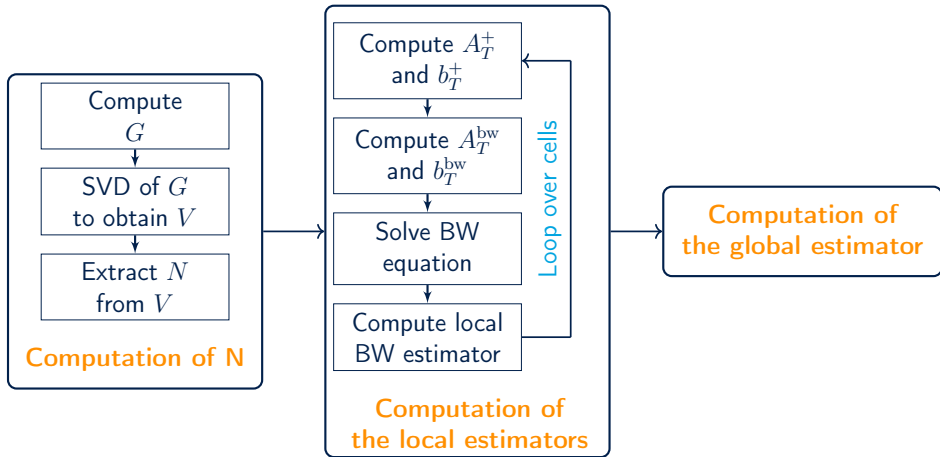 Compute
G
SVD of G
to obtain V
Extract N
from V
Computation of N
Compute A_T^+
and b_T^+
Compute A_T^bw
and b_T^bw
Solve BW
equation
Compute local
BW estimator
Loop over cells
Computation of
the local estimators
Computation of
the global estimator